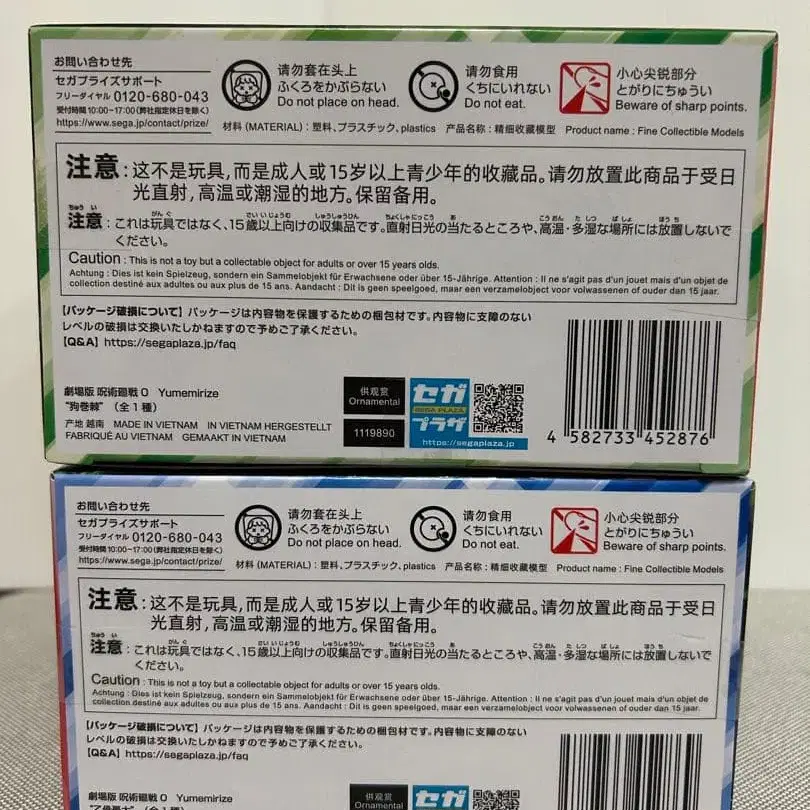 お問い合わせ先
セガプライズサポート
フリーダイヤル 0120-680-043
受付時間 10:00~17:00(弊社指定休日を除く)
https://www.sega.jp/contact/prize/
请勿套在头上
ふくろをかぶらない
Do not place on head.
请勿食用
くちにいれない
Do not eat.
小心尖锐部分
とがりにちゅうい
Beware of sharp points.
材料 (MATERIAL) : 塑料、プラスチック、plastics 产品名称 : 精细收藏模型 Product name : Fine Collectible Models
注意 : 这不是玩具,而是成人或15岁以上青少年的收藏品。请勿放置此商品于受日
光直射,高温或潮湿的地方。保留备用。
注意 : これは玩具ではなく、15歳以上向けの収集品です。直射日光の当たるところや、高温・多湿な場所には放置しないで
ください。
Caution : This is not a toy but a collectable object for adults or over 15 years olds.
Achtung : Dies ist kein Spielzeug, sondern ein Sammelobjekt für Erwachsene oder über 15-Jährige. Attention : Il ne s'agit pas d'un jouet mais d'un objet de
collection destiné aux adultes ou aux plus de 15 ans. Aandacht : Dit is geen speelgoed, maar een verzamelobject voor volwassenen of ouder dan 15 jaar.
【パッケージ破損について】パッケージは内容物を保護するための梱包材です。内容物に支障のない
レベルの破損は交換いたしかねますので予めご了承ください。
【Q&A】https://segaplaza.jp/faq
劇場版 呪術廻戦 0 Yumemirize
"狗巻棘" (全1種)
产地 越南 MADE IN VIETNAM IN VIETNAM HERGESTELLT
FABRIQUÉ AU VIETNAM GEMAAKT IN VIETNAM
供观赏
Ornamental
1119890
セガ
SEGA PLAZA
プラザ
https://segaplaza.jp
4 582733 452876
お問い合わせ先
セガプライズサポート
フリーダイヤル 0120-680-043
受付時間 10:00~17:00(弊社指定休日を除く)
https://www.sega.jp/contact/prize/
请勿套在头上
ふくろをかぶらない
Do not place on head.
请勿食用
くちにいれない
Do not eat.
小心尖锐部分
とがりにちゅうい
Beware of sharp points.
材料 (MATERIAL) : 塑料、プラスチック、plastics 产品名称 : 精细收藏模型 Product name : Fine Collectible Models
注意 : 这不是玩具,而是成人或15岁以上青少年的收藏品。请勿放置此商品于受日
光直射,高温或潮湿的地方。保留备用。
注意 : これは玩具ではなく、15歳以上向けの収集品です。直射日光の当たるところや、高温・多湿な場所には放置しないで
ください。
Caution : This is not a toy but a collectable object for adults or over 15 years olds.
Achtung : Dies ist kein Spielzeug, sondern ein Sammelobjekt für Erwachsene oder über 15-Jährige. Attention : Il ne s'agit pas d'un jouet mais d'un objet de
collection destiné aux adultes ou aux plus de 15 ans. Aandacht : Dit is geen speelgoed, maar een verzamelobject voor volwassenen of ouder dan 15 jaar.
【パッケージ破損について】パッケージは内容物を保護するための梱包材です。内容物に支障のない
レベルの破損は交換いたしかねますので予めご了承ください。
【Q&A】https://segaplaza.jp/faq
劇場版 呪術廻戦 0 Yumemirize
供观赏
Ornamental
セガ